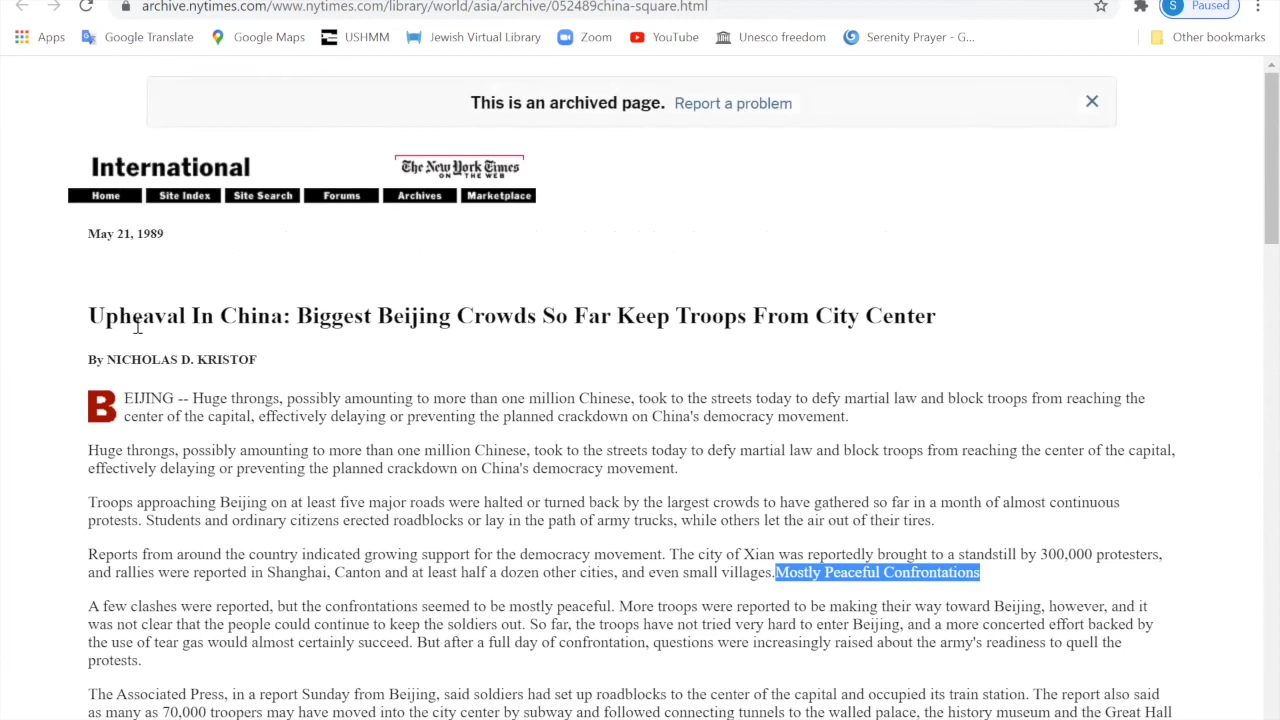 archive.nytimes.com/www.nytimes.com/library/world/asia/archive/052489china-square.html
S Paused
Apps Google Translate Google Maps USHMM Jewish Virtual Library Zoom YouTube Unesco freedom Serenity Prayer - G... Other bookmarks
This is an archived page. Report a problem
International The New York Times
ON THE WEB
Home Site Index Site Search Forums Archives Marketplace
May 21, 1989
Upheaval In China: Biggest Beijing Crowds So Far Keep Troops From City Center
By NICHOLAS D. KRISTOF
BEIJING -- Huge throngs, possibly amounting to more than one million Chinese, took to the streets today to defy martial law and block troops from reaching the
center of the capital, effectively delaying or preventing the planned crackdown on China's democracy movement.
Huge throngs, possibly amounting to more than one million Chinese, took to the streets today to defy martial law and block troops from reaching the center of the capital,
effectively delaying or preventing the planned crackdown on China's democracy movement.
Troops approaching Beijing on at least five major roads were halted or turned back by the largest crowds to have gathered so far in a month of almost continuous
protests. Students and ordinary citizens erected roadblocks or lay in the path of army trucks, while others let the air out of their tires.
Reports from around the country indicated growing support for the democracy movement. The city of Xian was reportedly brought to a standstill by 300,000 protesters,
and rallies were reported in Shanghai, Canton and at least half a dozen other cities, and even small villages.Mostly Peaceful Confrontations
A few clashes were reported, but the confrontations seemed to be mostly peaceful. More troops were reported to be making their way toward Beijing, however, and it
was not clear that the people could continue to keep the soldiers out. So far, the troops have not tried very hard to enter Beijing, and a more concerted effort backed by
the use of tear gas would almost certainly succeed. But after a full day of confrontation, questions were increasingly raised about the army's readiness to quell the
protests.
The Associated Press, in a report Sunday from Beijing, said soldiers had set up roadblocks to the center of the capital and occupied its train station. The report also said
as many as 70,000 troopers may have moved into the city center by subway and followed connecting tunnels to the walled palace, the history museum and the Great Hall